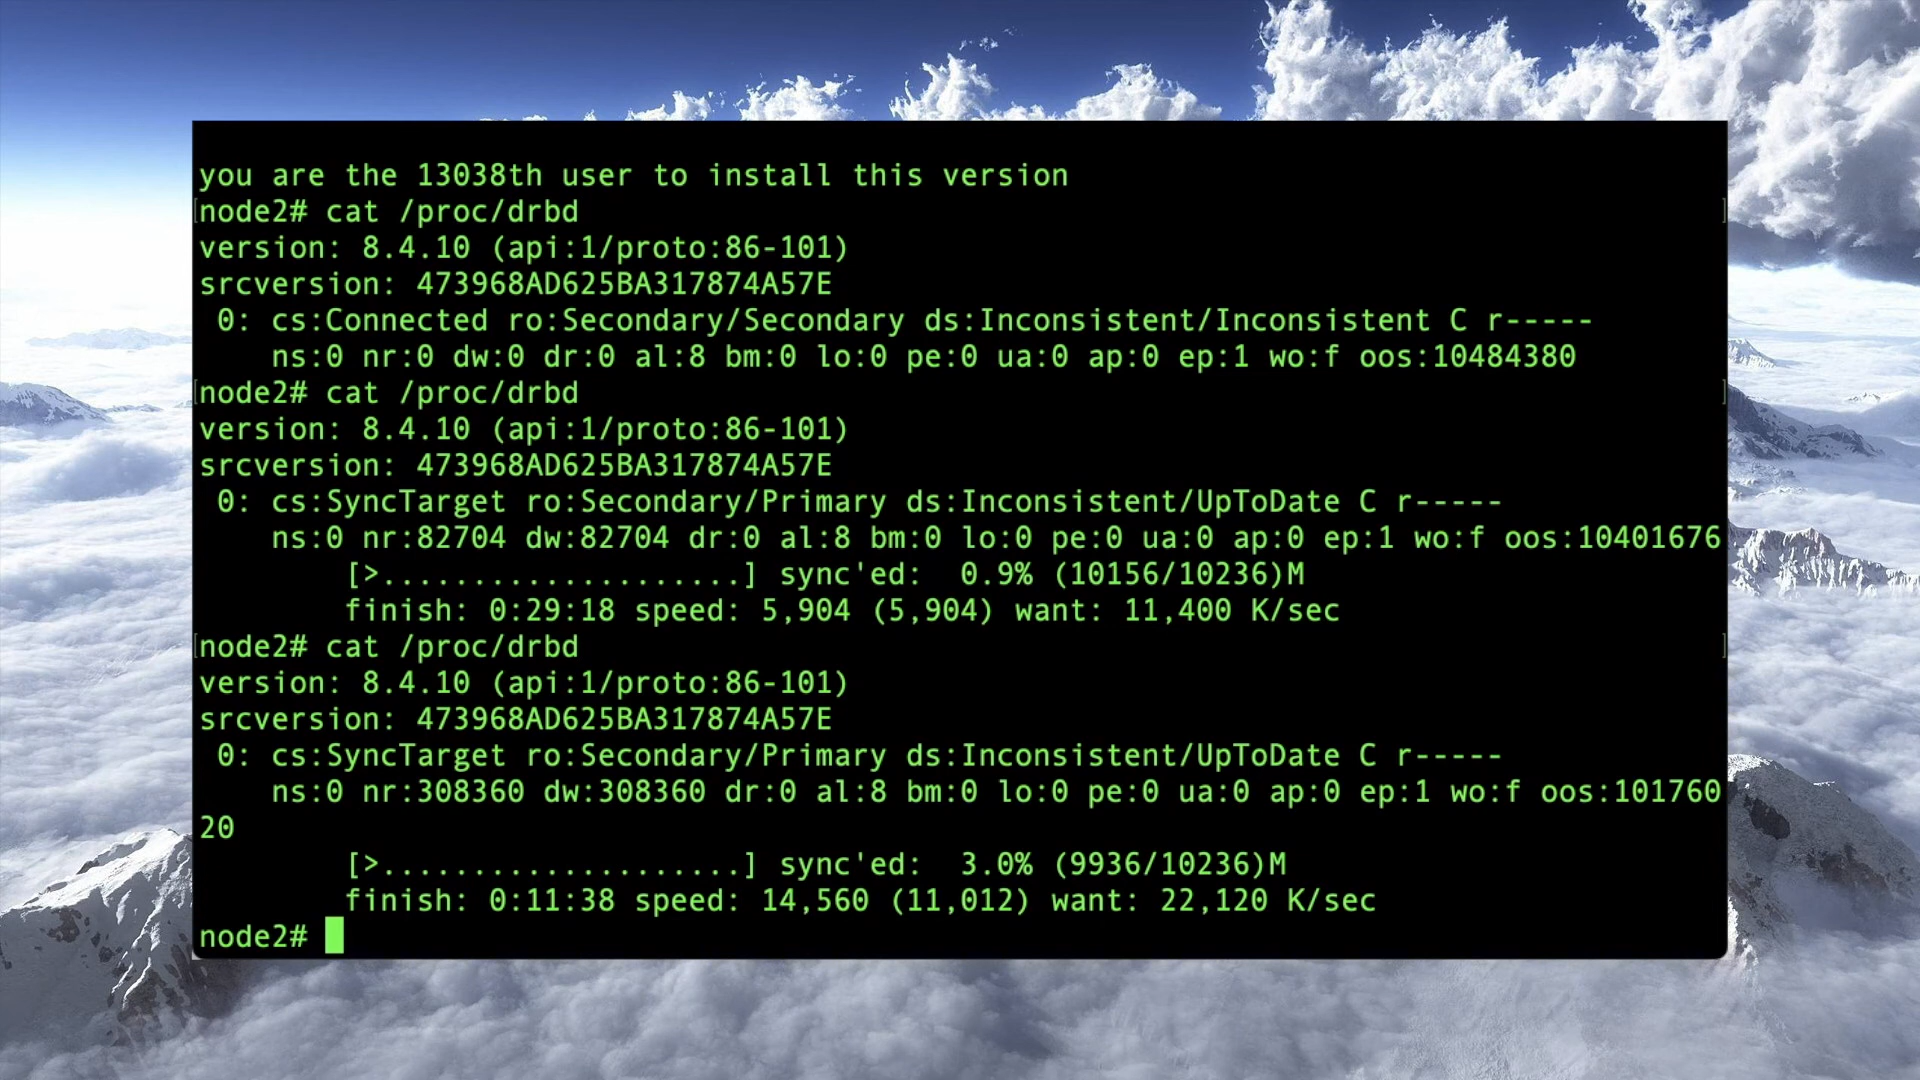 you are the 13038th user to install this version
[node2# cat /proc/drbd ]
version: 8.4.10 (api:1/proto:86-101)
srcversion: 473968AD625BA317874A57E
 0: cs:Connected ro:Secondary/Secondary ds:Inconsistent/Inconsistent C r-----
    ns:0 nr:0 dw:0 dr:0 al:8 bm:0 lo:0 pe:0 ua:0 ap:0 ep:1 wo:f oos:10484380
[node2# cat /proc/drbd ]
version: 8.4.10 (api:1/proto:86-101)
srcversion: 473968AD625BA317874A57E
 0: cs:SyncTarget ro:Secondary/Primary ds:Inconsistent/UpToDate C r-----
    ns:0 nr:82704 dw:82704 dr:0 al:8 bm:0 lo:0 pe:0 ua:0 ap:0 ep:1 wo:f oos:10401676
        [>....................] sync'ed:  0.9% (10156/10236)M
        finish: 0:29:18 speed: 5,904 (5,904) want: 11,400 K/sec
[node2# cat /proc/drbd ]
version: 8.4.10 (api:1/proto:86-101)
srcversion: 473968AD625BA317874A57E
 0: cs:SyncTarget ro:Secondary/Primary ds:Inconsistent/UpToDate C r-----
    ns:0 nr:308360 dw:308360 dr:0 al:8 bm:0 lo:0 pe:0 ua:0 ap:0 ep:1 wo:f oos:101760
20
        [>....................] sync'ed:  3.0% (9936/10236)M
        finish: 0:11:38 speed: 14,560 (11,012) want: 22,120 K/sec
node2#